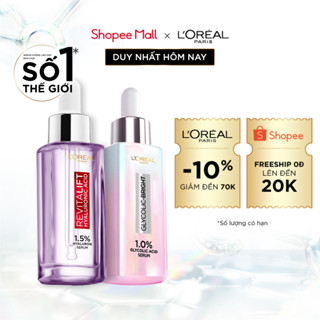 Shopee Mall × L'ORÉAL PARIS
DUY NHẤT HÔM NAY
SỐ 1*
THẾ GIỚI
L'ORÉAL
PARIS
REVITALIFT
HYALURONIC ACID
1.5%
HYALURON
SERUM
L'ORÉAL
GLYCOLIC-BRIGHT
1.0%
GLYCOLIC ACID
SERUM
L'ORÉAL
PARIS
-10%
GIẢM ĐẾN 70K
Shopee
FREESHIP 0Đ
LÊN ĐẾN
20K
*Số lượng có hạn